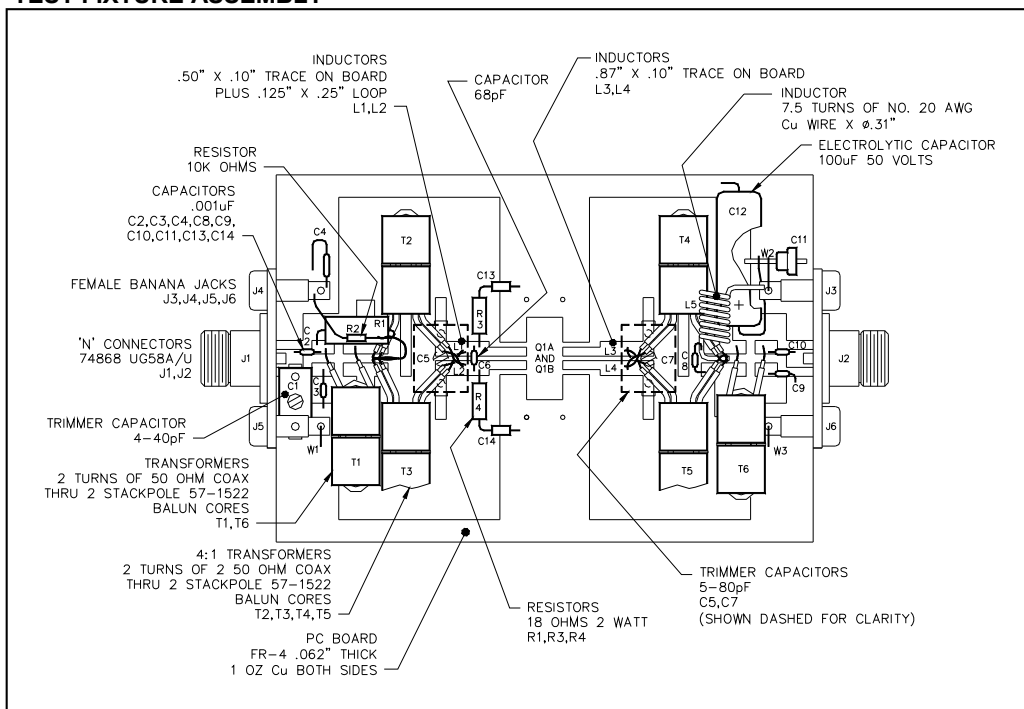 TEST FIXTURE ASSEMBLY
INDUCTORS
.50" X .10" TRACE ON BOARD
PLUS .125" X .25" LOOP
L1,L2
CAPACITOR
68pF
INDUCTORS
.87" X .10" TRACE ON BOARD
L3,L4
INDUCTOR
7.5 TURNS OF NO. 20 AWG
Cu WIRE X Ø.31"
ELECTROLYTIC CAPACITOR
100uF 50 VOLTS
RESISTOR
10K OHMS
CAPACITORS
.001uF
C2,C3,C4,C8,C9,
C10,C11,C13,C14
FEMALE BANANA JACKS
J3,J4,J5,J6
'N' CONNECTORS
74868 UG58A/U
J1,J2
TRIMMER CAPACITOR
4-40pF
TRANSFORMERS
2 TURNS OF 50 OHM COAX
THRU 2 STACKPOLE 57-1522
BALUN CORES
T1,T6
4:1 TRANSFORMERS
2 TURNS OF 2 50 OHM COAX
THRU 2 STACKPOLE 57-1522
BALUN CORES
T2,T3,T4,T5
PC BOARD
FR-4 .062" THICK
1 OZ Cu BOTH SIDES
RESISTORS
18 OHMS 2 WATT
R1,R3,R4
TRIMMER CAPACITORS
5-80pF
C5,C7
(SHOWN DASHED FOR CLARITY)
C4
T2
C13
T4
C12
W2
C11
J4
J3
R3
L5
+
R2
R1
C2
L1
L2
C5
C6
Q1A
AND
Q1B
L3
L4
C7
C8
C10
C9
J1
J2
C3
C1
R4
C14
J5
W1
T1
T3
T5
T6
W3
J6